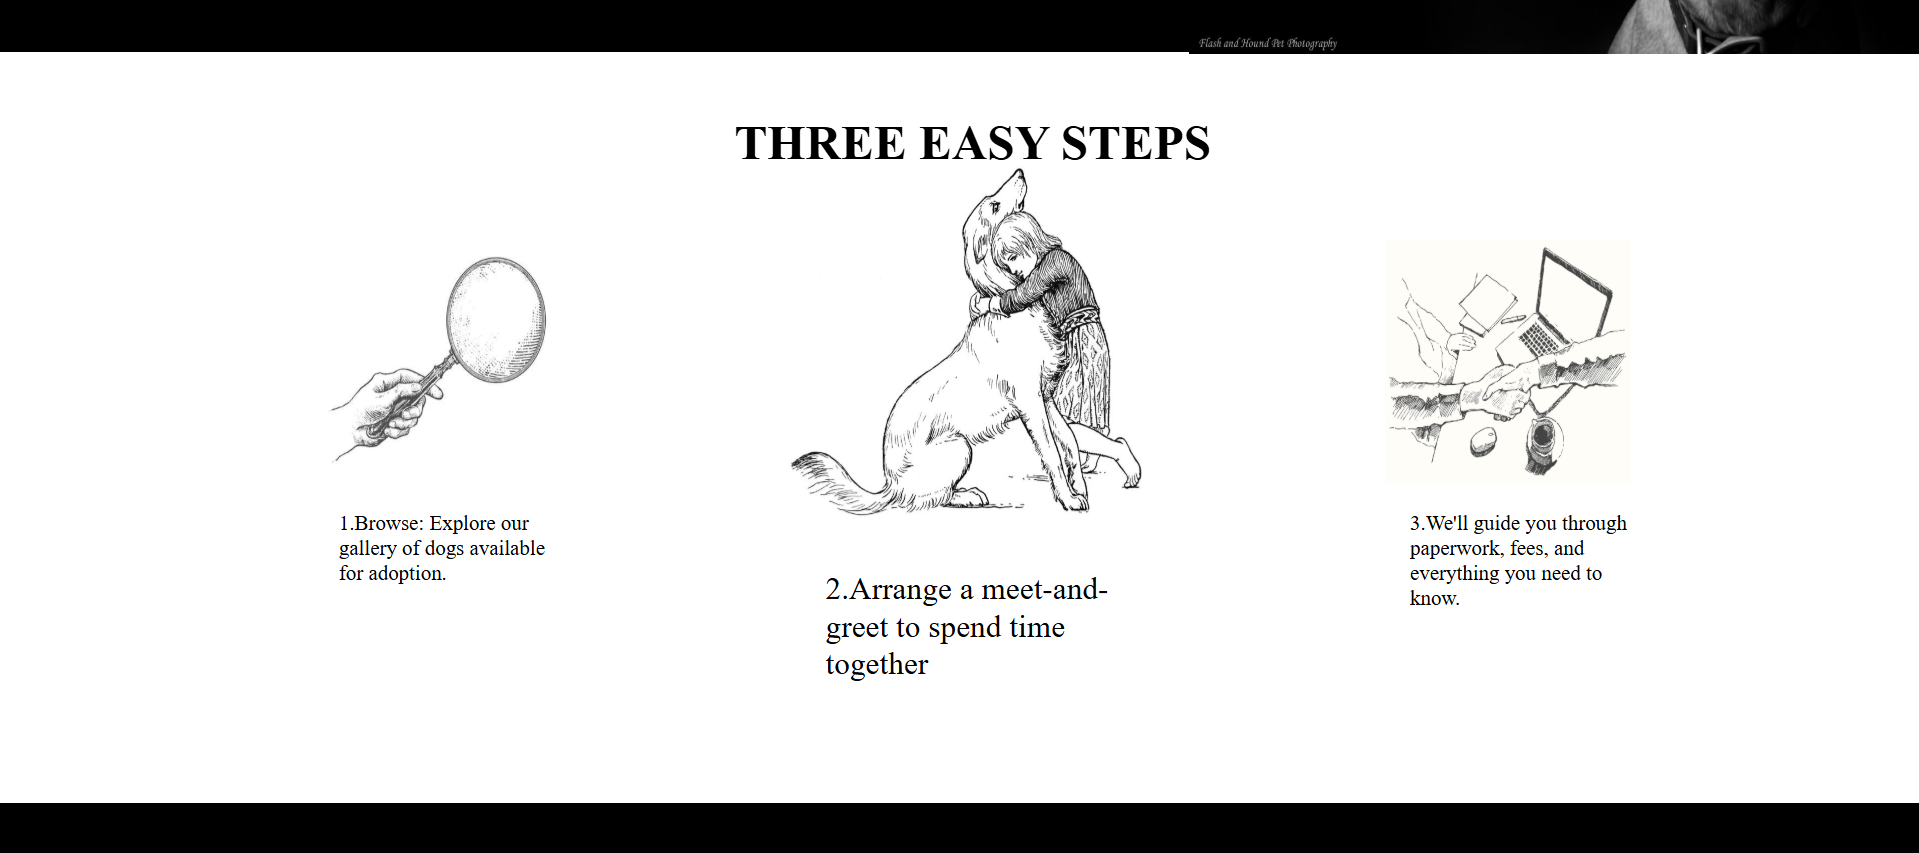 Flash and Hound Pet Photography
THREE EASY STEPS
1.Browse: Explore our
gallery of dogs available
for adoption.
2.Arrange a meet-and-
greet to spend time
together
3.We'll guide you through
paperwork, fees, and
everything you need to
know.